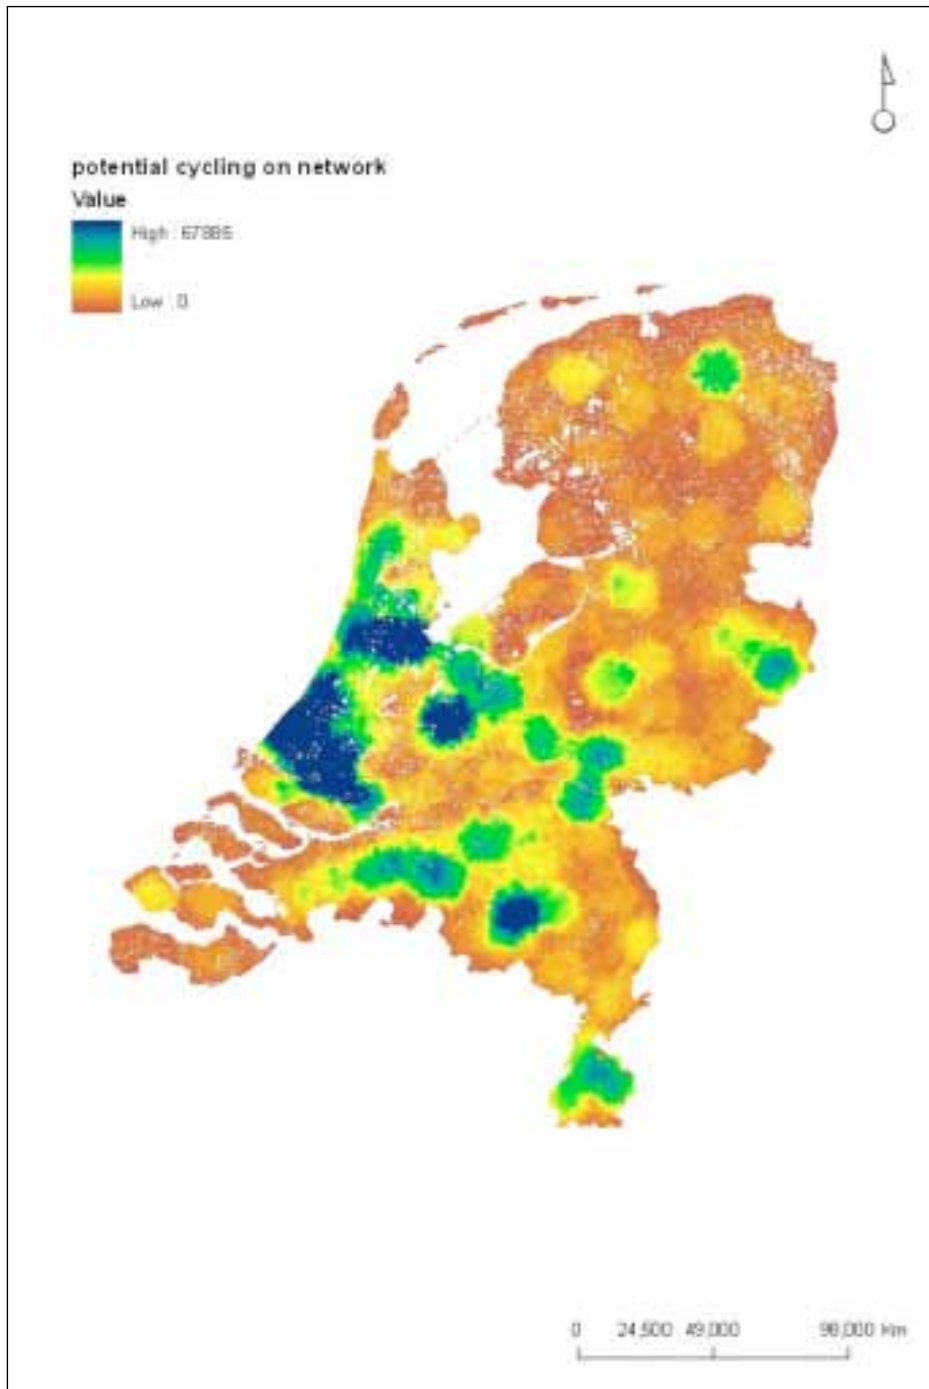 potential cycling on network
Value
High : 67885
Low : 0
0 24,500 49,000 98,000 Km